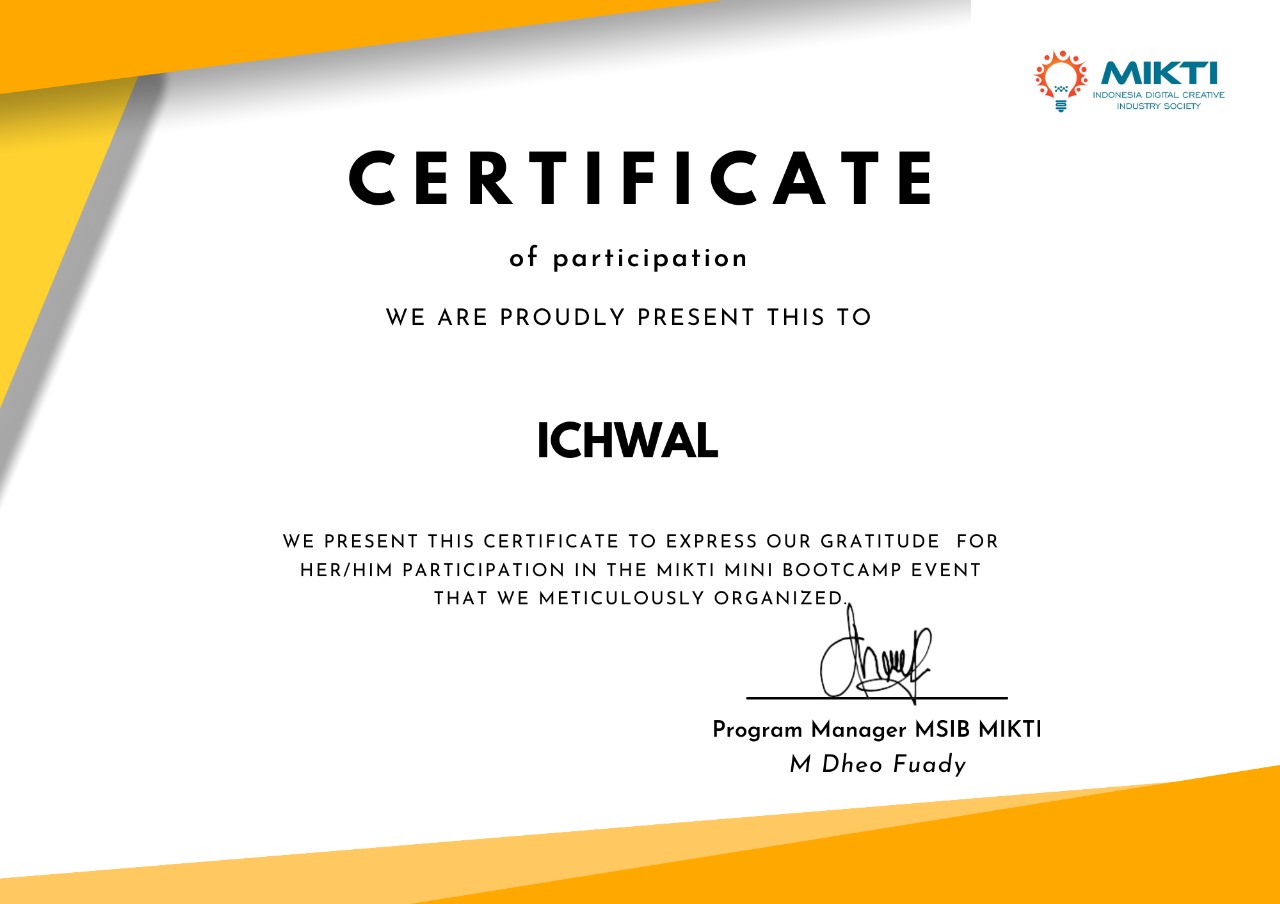 MIKTI
INDONESIA DIGITAL CREATIVE
INDUSTRY SOCIETY
CERTIFICATE
of participation
WE ARE PROUDLY PRESENT THIS TO
ICHWAL
WE PRESENT THIS CERTIFICATE TO EXPRESS OUR GRATITUDE FOR
HER/HIM PARTICIPATION IN THE MIKTI MINI BOOTCAMP EVENT
THAT WE METICULOUSLY ORGANIZED.
Program Manager MSIB MIKTI
M Dheo Fuady